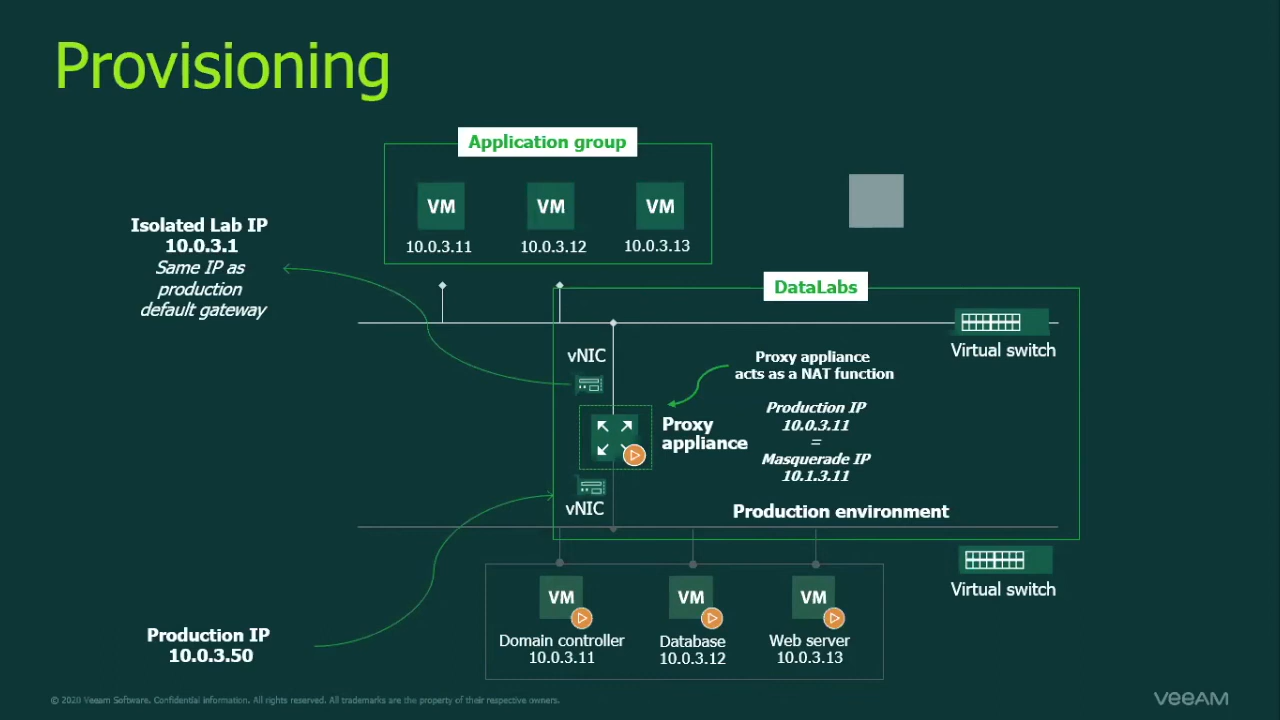 Provisioning
Application group
VM
VM
VM
10.0.3.11
10.0.3.12
10.0.3.13
Isolated Lab IP
10.0.3.1
Same IP as
production
default gateway
DataLabs
Virtual switch
vNIC
Proxy appliance
acts as a NAT function
Production IP
10.0.3.11
=
Masquerade IP
10.1.3.11
Proxy
appliance
vNIC
Production environment
Virtual switch
VM
VM
VM
Domain controller
10.0.3.11
Database
10.0.3.12
Web server
10.0.3.13
Production IP
10.0.3.50
© 2020 Veeam Software. Confidential information. All rights reserved. All trademarks are the property of their respective owners.
veeAM